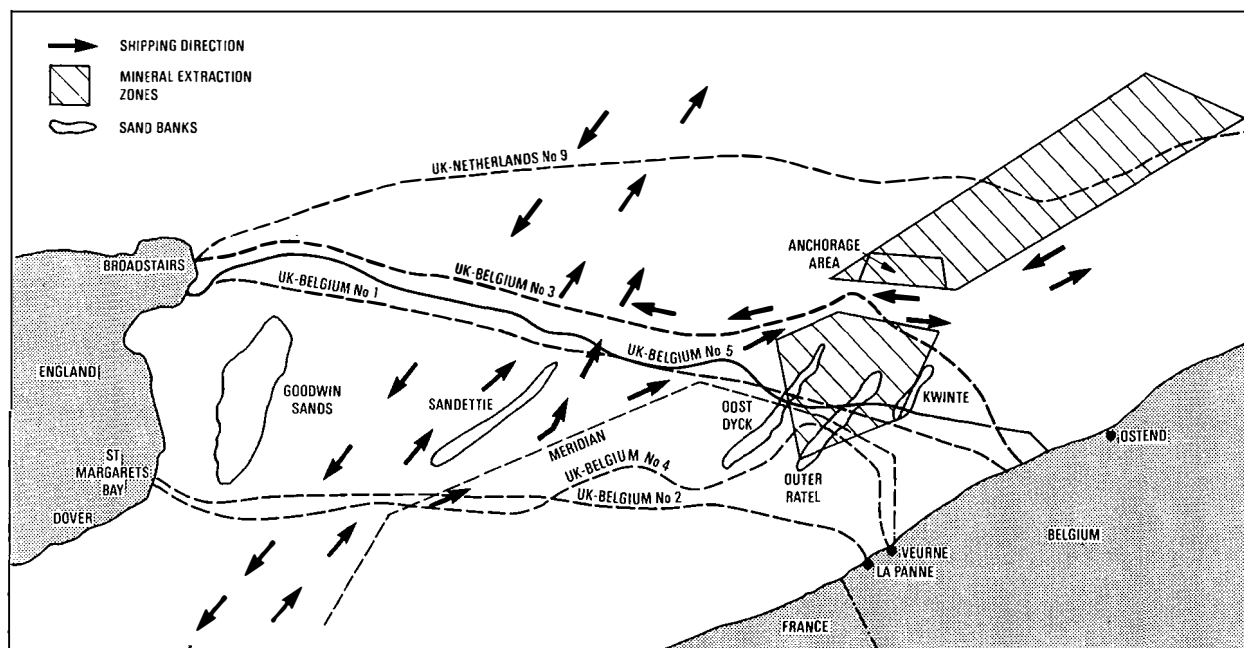 SHIPPING DIRECTION
MINERAL EXTRACTION
ZONES
SAND BANKS
UK-NETHERLANDS No 9
BROADSTAIRS
UK-BELGIUM No 3
UK-BELGIUM No 1
ANCHORAGE
AREA
UK-BELGIUM No 5
ENGLAND
GOODWIN
SANDS
SANDETTIE
OOST
DYCK
KWINTE
MERIDIAN
OSTEND
ST
MARGARETS
BAY
UK-BELGIUM No 4
OUTER
RATEL
UK-BELGIUM No 2
DOVER
BELGIUM
VEURNE
LA PANNE
FRANCE